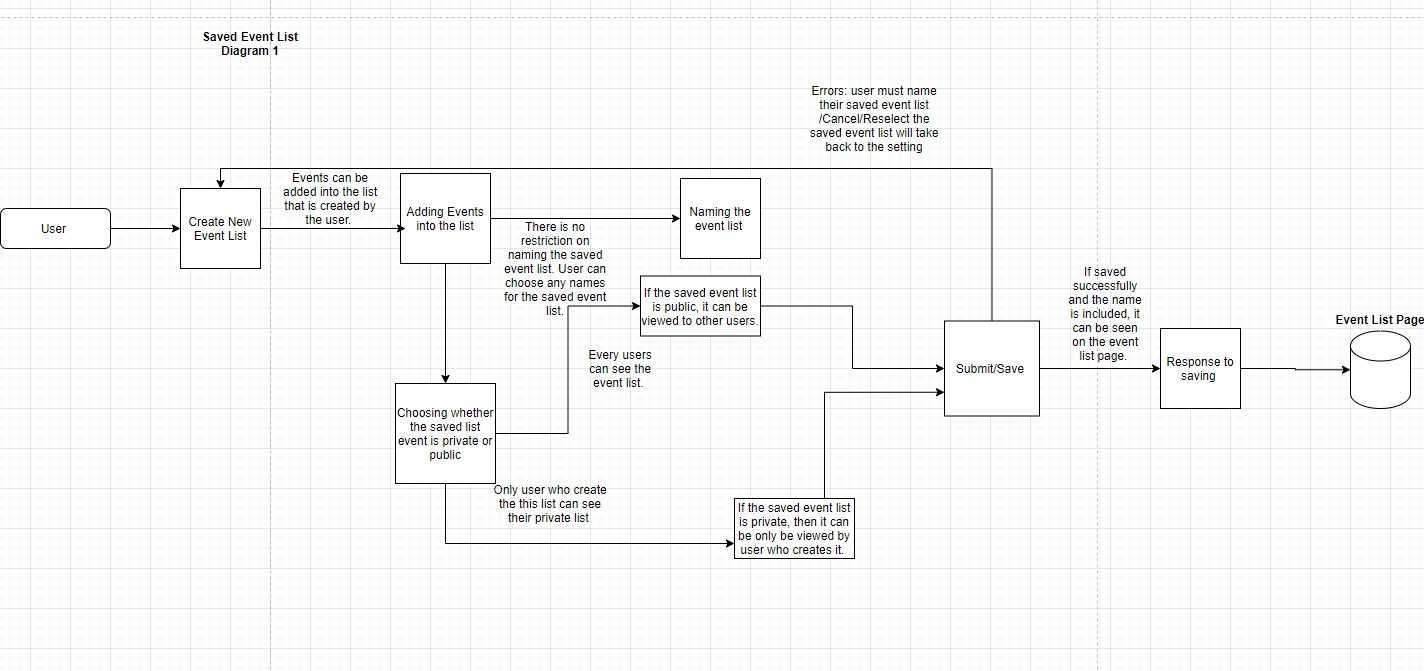 Saved Event List
Diagram 1
Errors: user must name
their saved event list
/Cancel/Reselect the
saved event list will take
back to the setting
User
Create New
Event List
Events can be
added into the list
that is created by
the user.
Adding Events
into the list
There is no
restriction on
naming the saved
event list. User can
choose any names
for the saved event
list.
Naming the
event list
If the saved event list
is public, it can be
viewed to other users.
Every users
can see the
event list.
Choosing whether
the saved list
event is private or
public
Only user who create
the this list can see
their private list
If the saved event list
is private, then it can
be only be viewed by
user who creates it.
Submit/Save
If saved
successfully
and the name
is included, it
can be seen
on the event
list page.
Response to
saving
Event List Page